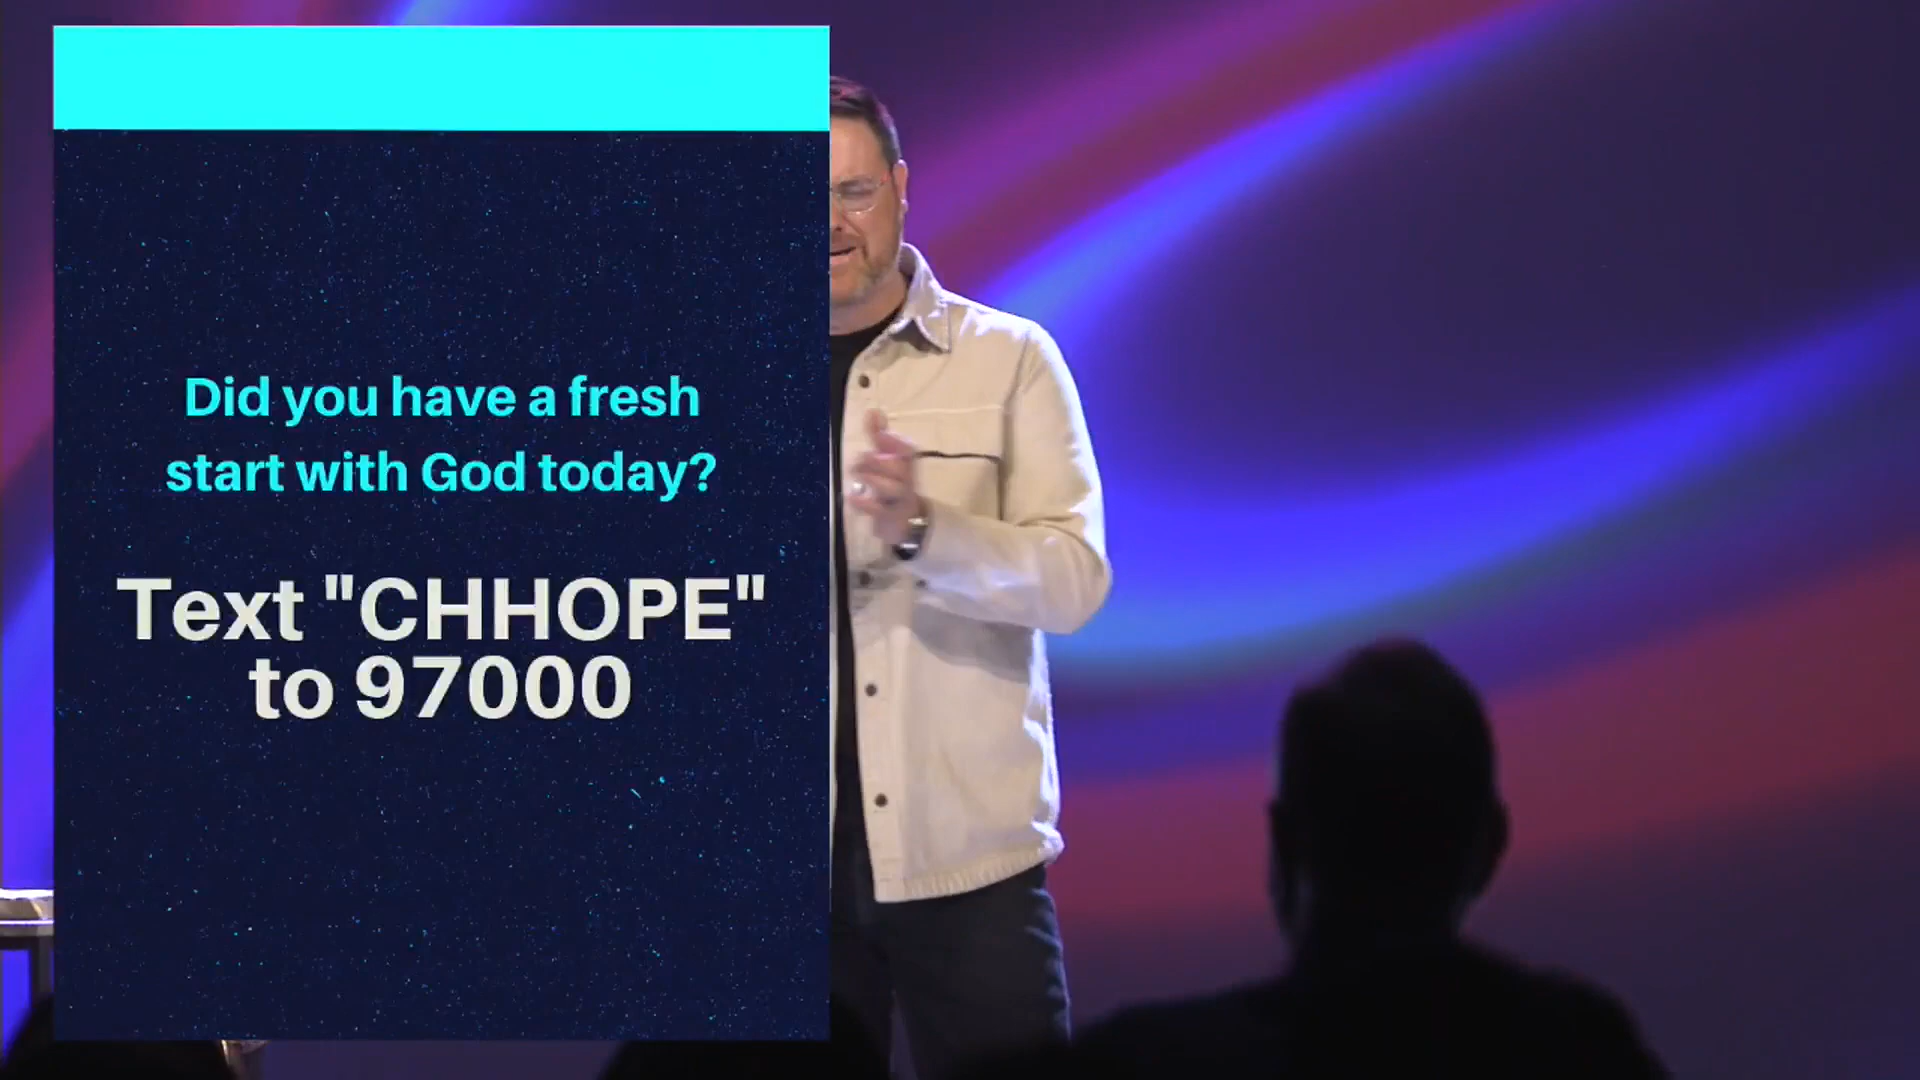 Did you have a fresh
start with God today?
Text "CHHOPE"
to 97000